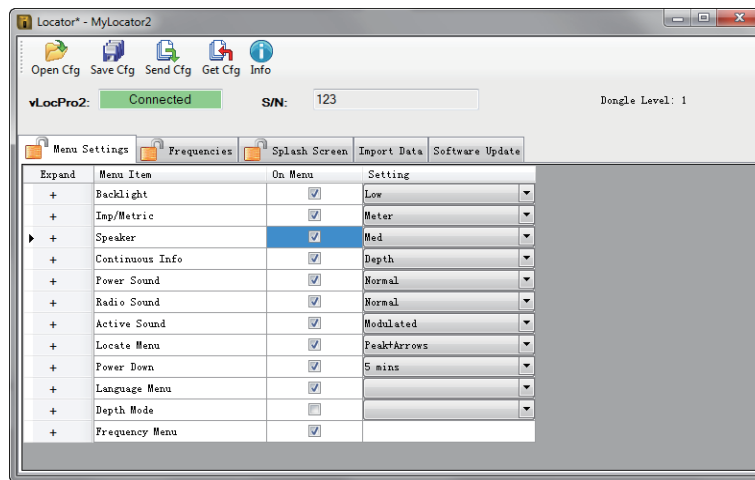 Locator* - MyLocator2
Open Cfg Save Cfg Send Cfg Get Cfg Info
vLocPro2: Connected S/N: 123 Dongle Level: 1
Menu Settings Frequencies Splash Screen Import Data Software Update
Expand Menu Item On Menu Setting
+ Backlight Low
+ Imp/Metric Meter
+ Speaker Med
+ Continuous Info Depth
+ Power Sound Normal
+ Radio Sound Normal
+ Active Sound Modulated
+ Locate Menu Peak+Arrows
+ Power Down 5 mins
+ Language Menu
+ Depth Mode
+ Frequency Menu